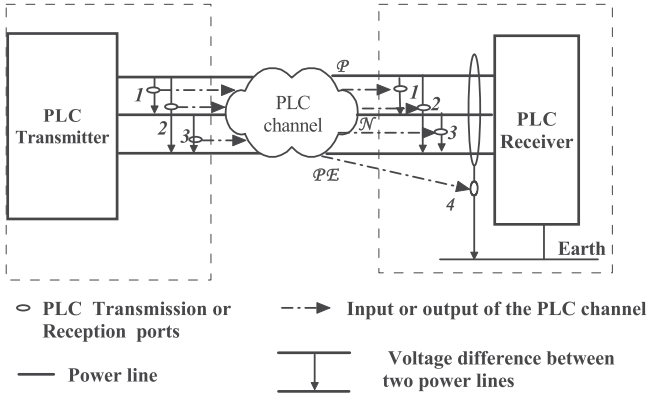 PLC
Transmitter
1
2
3
PLC
channel
P
N
PE
1
2
3
4
PLC
Receiver
Earth
PLC Transmission or
Reception ports
Input or output of the PLC channel
Power line
Voltage difference between
two power lines